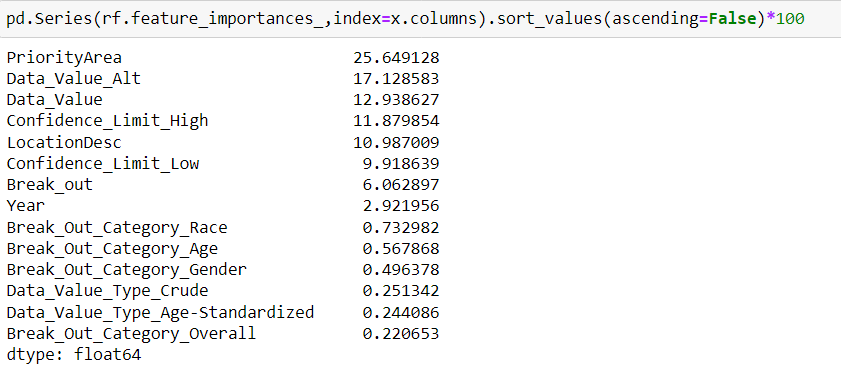 pd.Series(rf.feature_importances_,index=x.columns).sort_values(ascending=False)*100
PriorityArea 25.649128
Data_Value_Alt 17.128583
Data_Value 12.938627
Confidence_Limit_High 11.879854
LocationDesc 10.987009
Confidence_Limit_Low 9.918639
Break_out 6.062897
Year 2.921956
Break_Out_Category_Race 0.732982
Break_Out_Category_Age 0.567868
Break_Out_Category_Gender 0.496378
Data_Value_Type_Crude 0.251342
Data_Value_Type_Age-Standardized 0.244086
Break_Out_Category_Overall 0.220653
dtype: float64